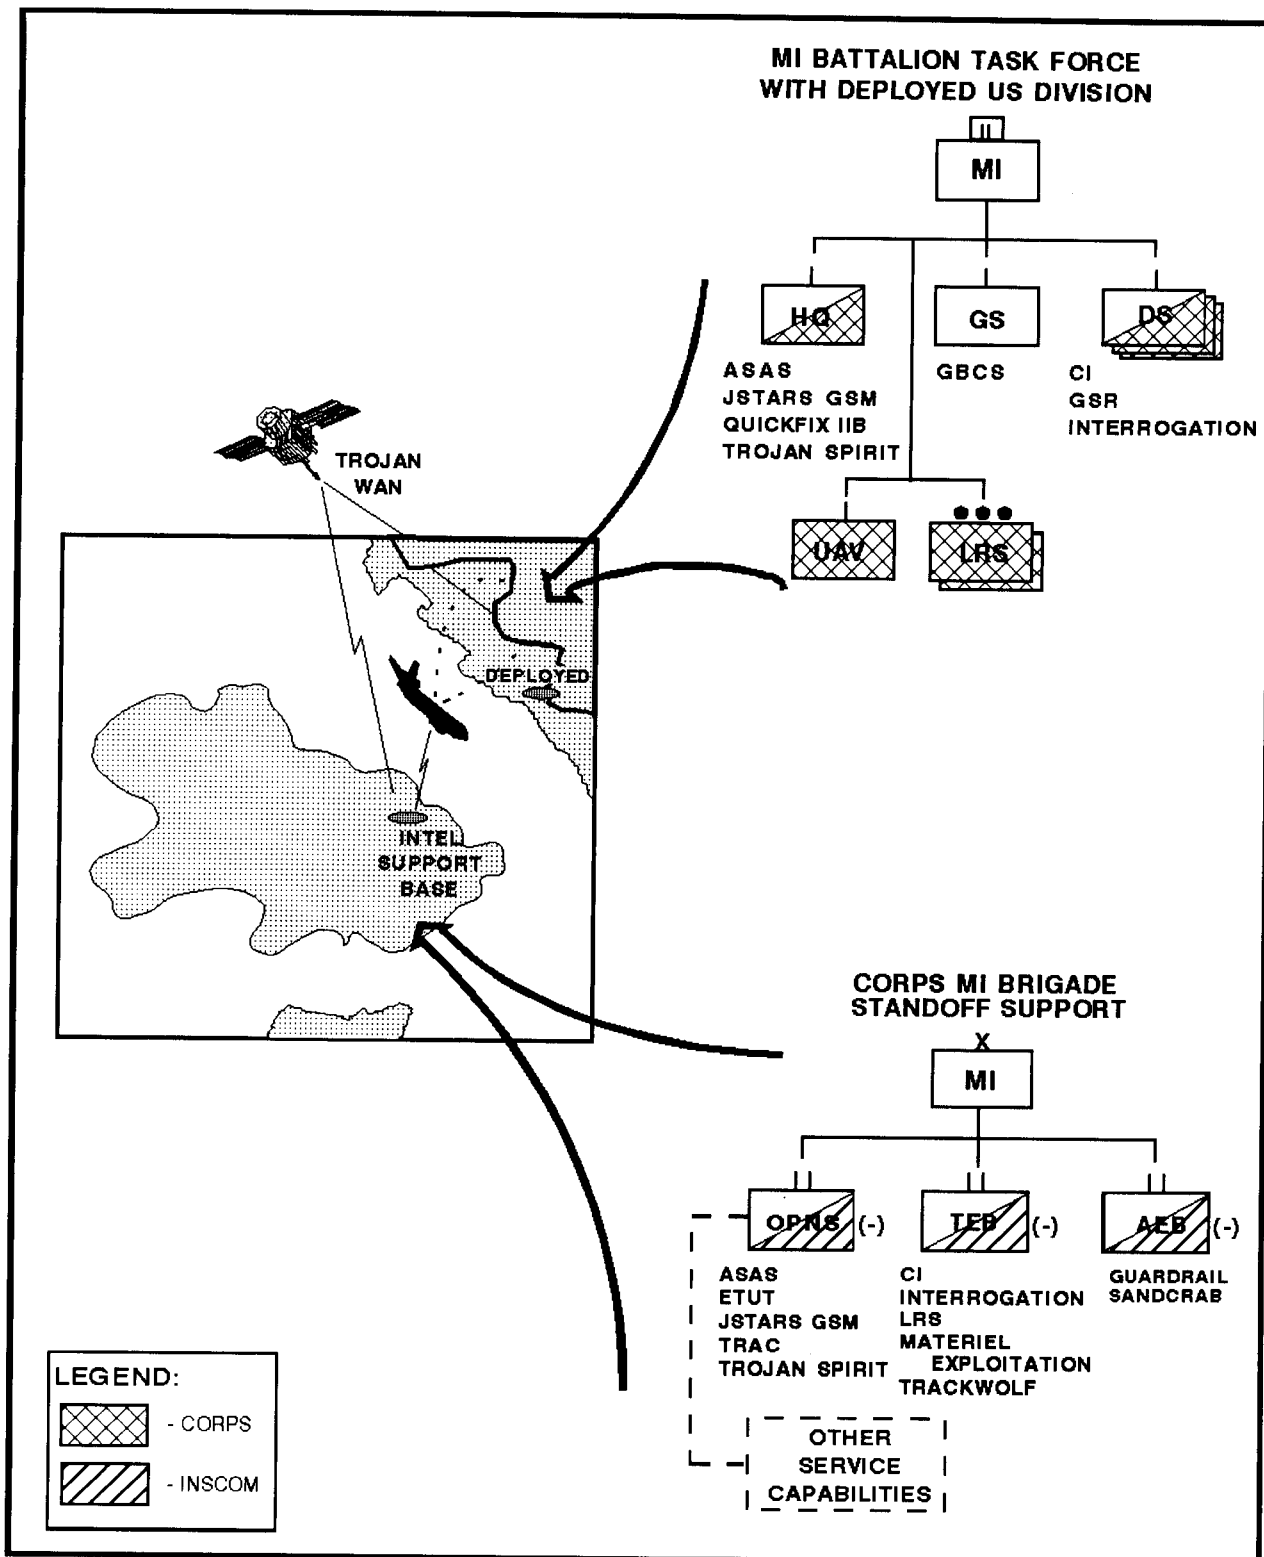 MI BATTALION TASK FORCE
WITH DEPLOYED US DIVISION
II
MI
HQ
GS
DS
ASAS
JSTARS GSM
QUICKFIX IIB
TROJAN SPIRIT
GBCS
CI
GSR
INTERROGATION
UAV
LRS
TROJAN
WAN
DEPLOYED
INTEL
SUPPORT
BASE
CORPS MI BRIGADE
STANDOFF SUPPORT
X
MI
OPNS (-)
TEB (-)
AEB (-)
ASAS
ETUT
JSTARS GSM
TRAC
TROJAN SPIRIT
CI
INTERROGATION
LRS
MATERIEL
EXPLOITATION
TRACKWOLF
GUARDRAIL
SANDCRAB
OTHER
SERVICE
CAPABILITIES
LEGEND:
- CORPS
- INSCOM